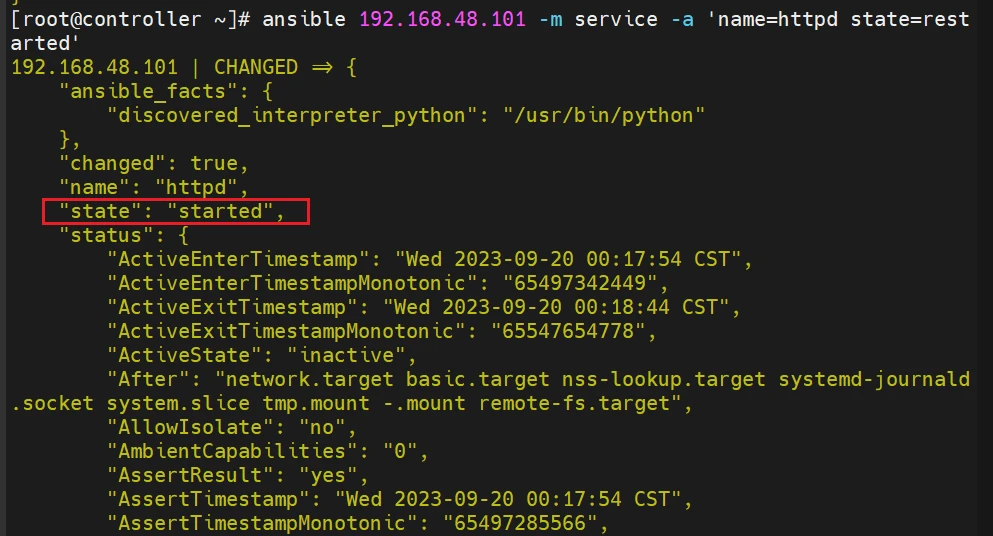 [root@controller ~]# ansible 192.168.48.101 -m service -a 'name=httpd state=rest
arted'
192.168.48.101 | CHANGED => {
    "ansible_facts": {
        "discovered_interpreter_python": "/usr/bin/python"
    },
    "changed": true,
    "name": "httpd",
    "state": "started",
    "status": {
        "ActiveEnterTimestamp": "Wed 2023-09-20 00:17:54 CST",
        "ActiveEnterTimestampMonotonic": "65497342449",
        "ActiveExitTimestamp": "Wed 2023-09-20 00:18:44 CST",
        "ActiveExitTimestampMonotonic": "65547654778",
        "ActiveState": "inactive",
        "After": "network.target basic.target nss-lookup.target systemd-journald
.socket system.slice tmp.mount -.mount remote-fs.target",
        "AllowIsolate": "no",
        "AmbientCapabilities": "0",
        "AssertResult": "yes",
        "AssertTimestamp": "Wed 2023-09-20 00:17:54 CST",
        "AssertTimestampMonotonic": "65497285566",